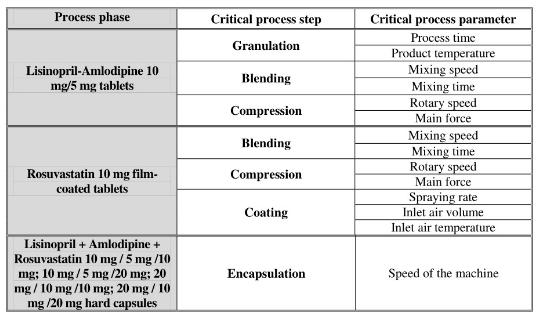 Process phase
Critical process step
Critical process parameter
Lisinopril-Amlodipine 10
mg/5 mg tablets
Granulation
Process time
Product temperature
Blending
Mixing speed
Mixing time
Compression
Rotary speed
Main force
Rosuvastatin 10 mg film-
coated tablets
Blending
Mixing speed
Mixing time
Compression
Rotary speed
Main force
Coating
Spraying rate
Inlet air volume
Inlet air temperature
Lisinopril + Amlodipine +
Rosuvastatin 10 mg / 5 mg /10
mg; 10 mg / 5 mg /20 mg; 20
mg / 10 mg /10 mg; 20 mg / 10
mg /20 mg hard capsules
Encapsulation
Speed of the machine